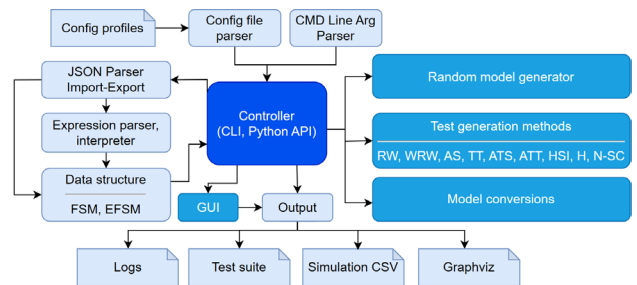 Config profiles
Config file
parser
CMD Line Arg
Parser
JSON Parser
Import-Export
Expression parser,
interpreter
Data structure
FSM, EFSM
Controller
(CLI, Python API)
Random model generator
Test generation methods
RW, WRW, AS, TT, ATS, ATT, HSI, H, N-SC
Model conversions
GUI
Output
Logs
Test suite
Simulation CSV
Graphviz